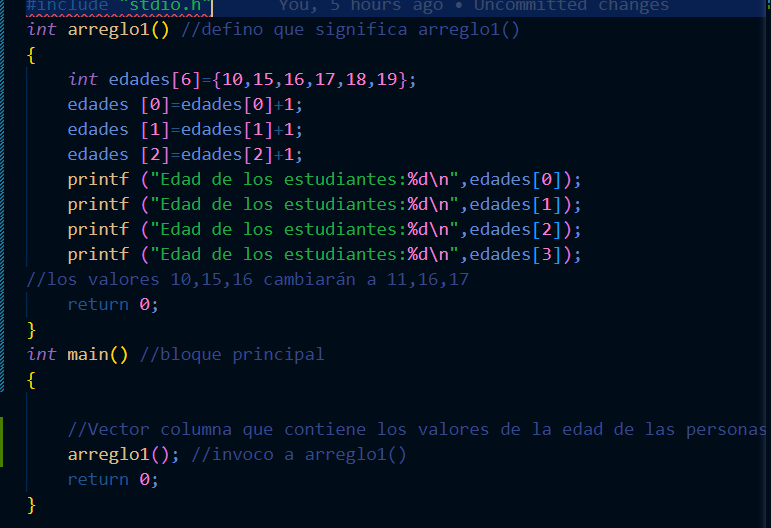 #include "stdio.h" You, 5 hours ago • Uncommitted changes
int arreglo1() //defino que significa arreglo1()
{
    int edades[6]={10,15,16,17,18,19};
    edades [0]=edades[0]+1;
    edades [1]=edades[1]+1;
    edades [2]=edades[2]+1;
    printf ("Edad de los estudiantes:%d\n",edades[0]);
    printf ("Edad de los estudiantes:%d\n",edades[1]);
    printf ("Edad de los estudiantes:%d\n",edades[2]);
    printf ("Edad de los estudiantes:%d\n",edades[3]);
//los valores 10,15,16 cambiarán a 11,16,17
    return 0;
}
int main() //bloque principal
{
    //Vector columna que contiene los valores de la edad de las personas
    arreglo1(); //invoco a arreglo1()
    return 0;
}